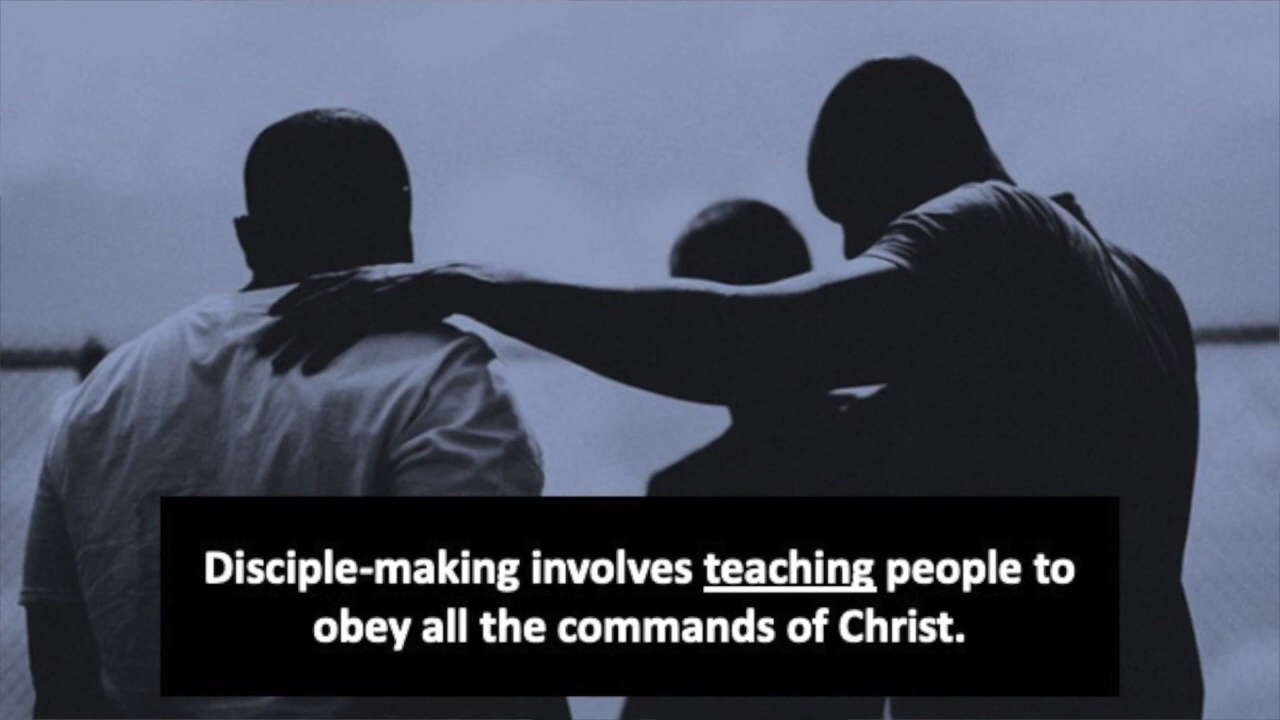 Disciple-making involves teaching people to
obey all the commands of Christ.